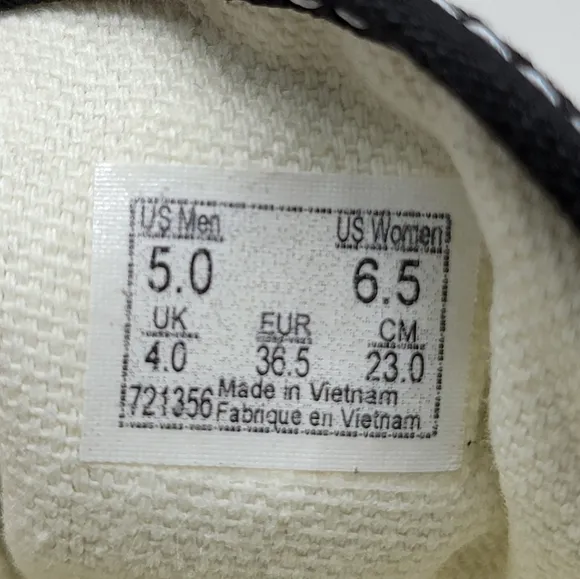 US Men US Women
5.0 6.5
UK EUR CM
4.0 36.5 23.0
721356 Made in Vietnam
Fabrique en Vietnam